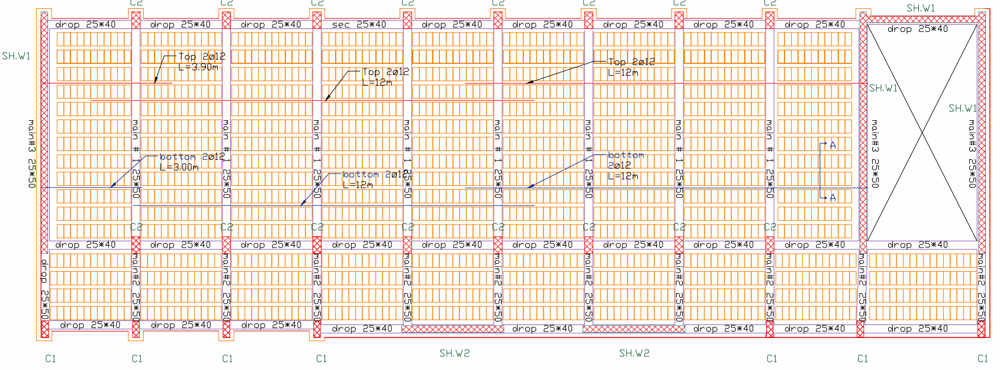 C2
C2
C2
C2
C2
C2
C2
C2
SH.W1
drop 25*40
drop 25*40
drop 25*40
sec 25*40
drop 25*40
drop 25*40
drop 25*40
drop 25*40
drop 25*40
drop 25*40
SH.W1
Top 2ø12
L=3.90m
Top 2ø12
L=12m
Top 2ø12
L=12m
SH.W1
SH.W1
main#3 25*50
main # 1 25*50
main # 1 25*50
main # 1 25*50
main # 1 25*50
main # 1 25*50
main # 1 25*50
main # 1 25*50
main # 1 25*50
main#3 25*50
main#3 25*50
A
A
bottom 2ø12
L=3.00m
bottom 2ø12
L=12m
bottom
2ø12
L=12m
C2
C2
C2
C2
C2
C2
C2
C2
drop 25*40
drop 25*40
drop 25*40
drop 25*40
drop 25*40
drop 25*40
drop 25*40
drop 25*40
drop 25*40
drop 25*40
drop 25*50
main#2 25*50
main#2 25*50
main#2 25*50
main#2 25*50
main#2 25*50
main#2 25*50
main#2 25*50
main#2 25*50
main#2 25*50
main#2 25*50
drop 25*40
drop 25*40
drop 25*40
drop 25*40
drop 25*40
drop 25*40
drop 25*40
drop 25*40
SH.W2
SH.W2
C1
C1
C1
C1
C1
C1
C1